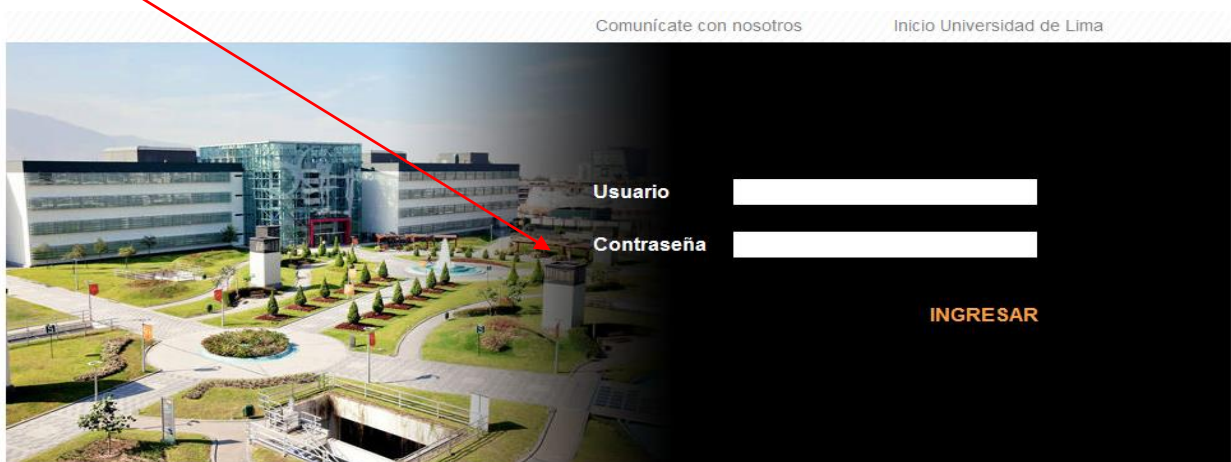 Comunícate con nosotros Inicio Universidad de Lima
Usuario
Contraseña
INGRESAR